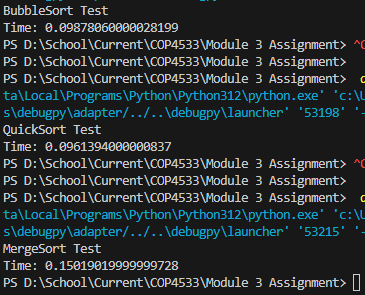 BubbleSort Test
Time: 0.09878060000028199
PS D:\School\Current\COP4533\Module 3 Assignment> ^C
PS D:\School\Current\COP4533\Module 3 Assignment>
PS D:\School\Current\COP4533\Module 3 Assignment> d
ta\Local\Programs\Python\Python312\python.exe' 'c:\U
s\debugpy\adapter/../..\debugpy\launcher' '53198' '-
QuickSort Test
Time: 0.0961394000000837
PS D:\School\Current\COP4533\Module 3 Assignment> ^C
PS D:\School\Current\COP4533\Module 3 Assignment>
PS D:\School\Current\COP4533\Module 3 Assignment> d
ta\Local\Programs\Python\Python312\python.exe' 'c:\U
s\debugpy\adapter/../..\debugpy\launcher' '53215' '-
MergeSort Test
Time: 0.15019019999999728
PS D:\School\Current\COP4533\Module 3 Assignment>